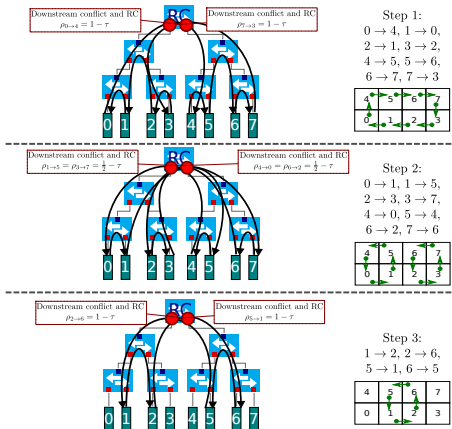 Downstream conflict and RC
ρ0→4 = 1 − τ
RC
Downstream conflict and RC
ρ7→3 = 1 − τ
0 1 2 3 4 5 6 7
Step 1:
0 → 4, 1 → 0,
2 → 1, 3 → 2,
4 → 5, 5 → 6,
6 → 7, 7 → 3
4 5 6 7
0 1 2 3
Downstream conflict and RC
ρ1→5 = ρ3→7 = 1/2 − τ
RC
Downstream conflict and RC
ρ4→0 = ρ6→2 = 1/2 − τ
0 1 2 3 4 5 6 7
Step 2:
0 → 1, 1 → 5,
2 → 3, 3 → 7,
4 → 0, 5 → 4,
6 → 2, 7 → 6
4 5 6 7
0 1 2 3
Downstream conflict and RC
ρ2→6 = 1 − τ
RC
Downstream conflict and RC
ρ5→1 = 1 − τ
0 1 2 3 4 5 6 7
Step 3:
1 → 2, 2 → 6,
5 → 1, 6 → 5
4 5 6 7
0 1 2 3